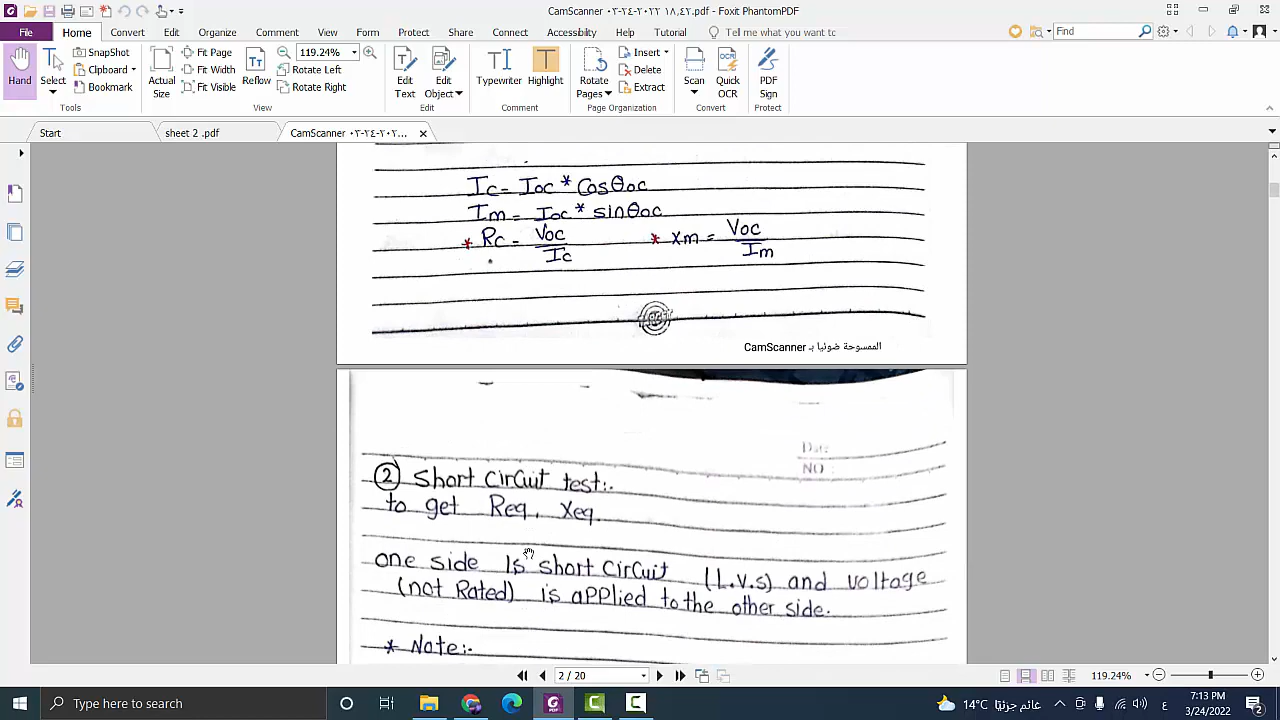 CamScanner ٠٣-٢٤-٢٠٢٢ ١٨,٤٢.pdf - Foxit PhantomPDF
File Home Convert Edit Organize Comment View Form Protect Share Connect Accessibility Help Tutorial Tell me what you want to Find
Hand
Select
SnapShot
Clipboard
Bookmark
Tools
Actual Size
Fit Page
Fit Width
Fit Visible
119.24%
Reflow
Rotate Left
Rotate Right
View
Edit Text
Edit Object
Edit
Typewriter
Highlight
Comment
Rotate Pages
Insert
Delete
Extract
Page Organization
Scan
Quick OCR
Convert
PDF Sign
Protect
Start sheet 2 .pdf CamScanner ٠٣-٢٤-٢٠٢...
Ic = Ioc * Cosθoc
Im = Ioc * sinθoc
* Rc = Voc / Ic * Xm = Voc / Im
الممسوحة ضوئيا بـ CamScanner
Date:
NO :
② Short Circuit test:.
to get Req, Xeq.
one side Is short Circuit (L.V.s) and voltage
(not Rated) is applied to the other side.
* Note:.
2 / 20
119.24%
Type here to search
14°C
7:13 PM
3/24/2022